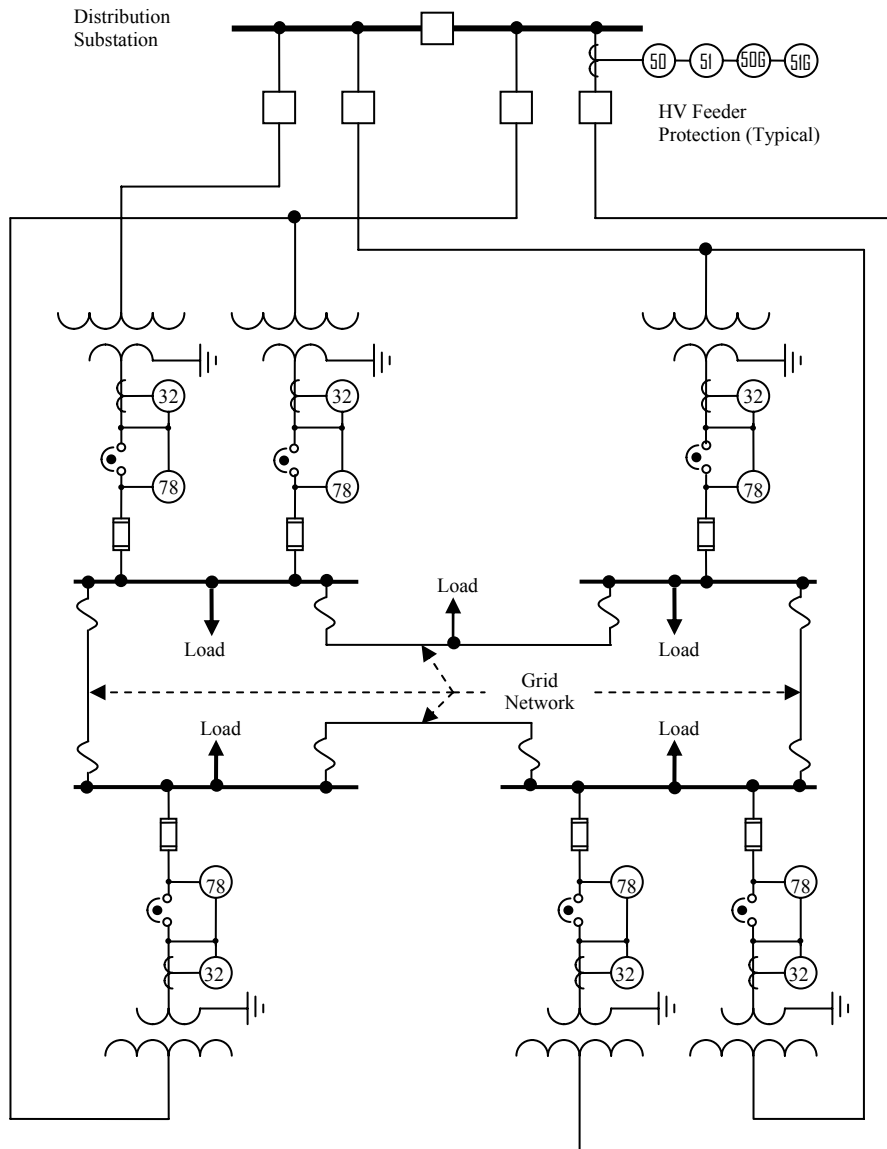 Distribution
Substation
50 51 50G 51G
HV Feeder
Protection (Typical)
32 32 32
78 78 78
Load
Load Load
Grid
Network
Load Load
78 78 78
32 32 32